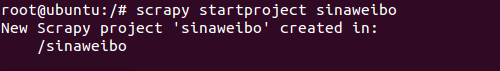 root@ubuntu:/# scrapy startproject sinaweibo
New Scrapy project 'sinaweibo' created in:
    /sinaweibo